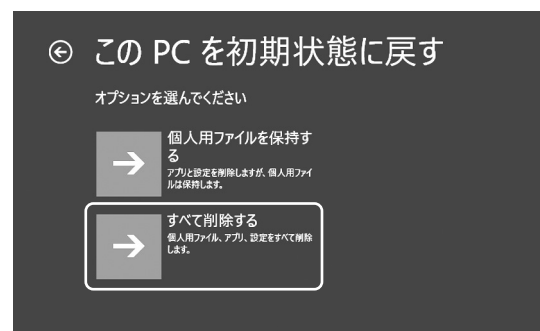 この PC を初期状態に戻す
オプションを選んでください
個人用ファイルを保持す
る
アプリと設定を削除しますが、個人用ファイ
ルは保持します。
すべて削除する
個人用ファイル、アプリ、設定をすべて削除
します。